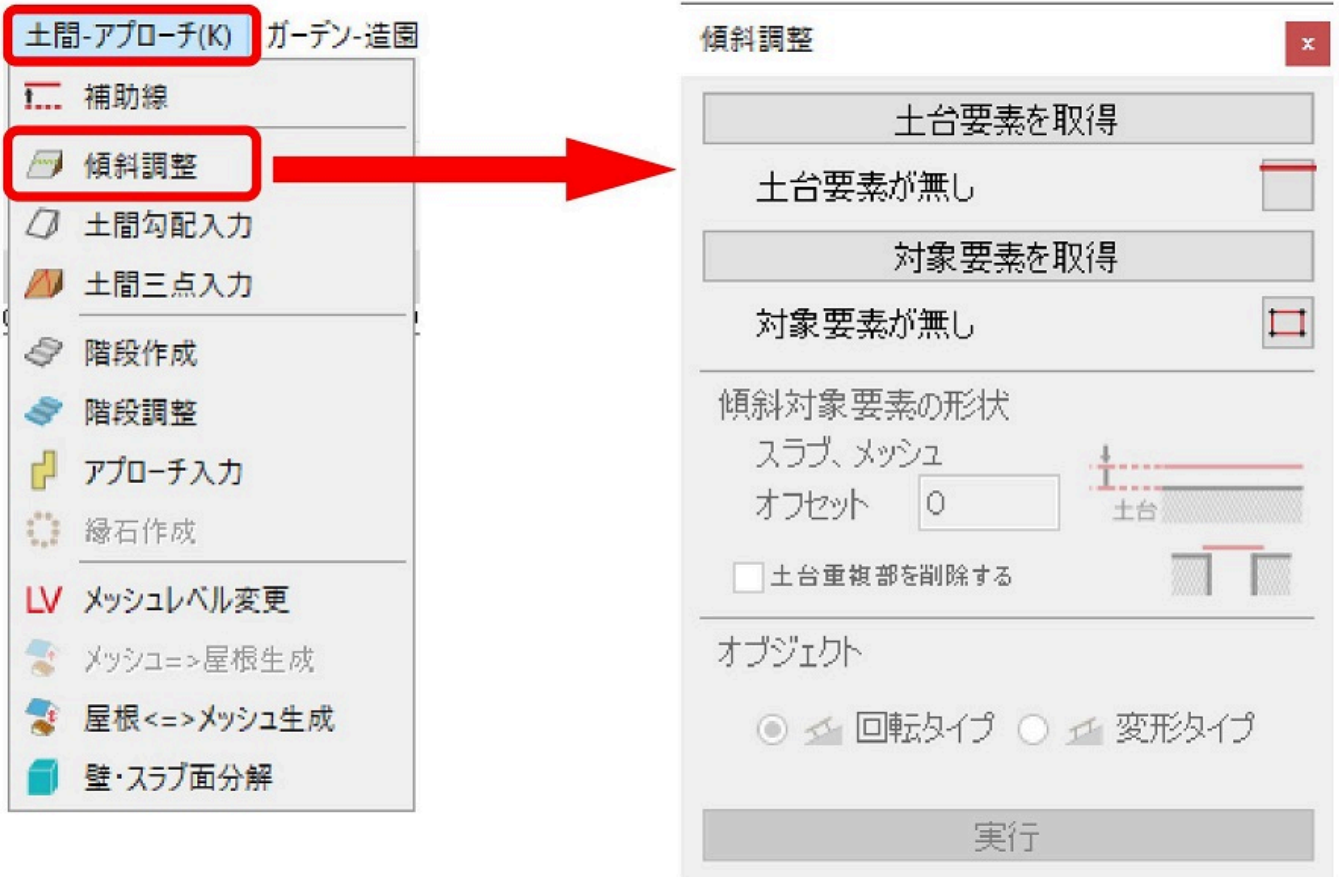 土間-アプローチ(K) ガーデン-造園
補助線
傾斜調整
土間勾配入力
土間三点入力
階段作成
階段調整
アプローチ入力
縁石作成
LV メッシュレベル変更
メッシュ=>屋根生成
屋根<=>メッシュ生成
壁・スラブ面分解
傾斜調整
x
土台要素を取得
土台要素が無し
対象要素を取得
対象要素が無し
傾斜対象要素の形状
スラブ、メッシュ
オフセット 0
土台
土台重複部を削除する
オブジェクト
回転タイプ 変形タイプ
実行